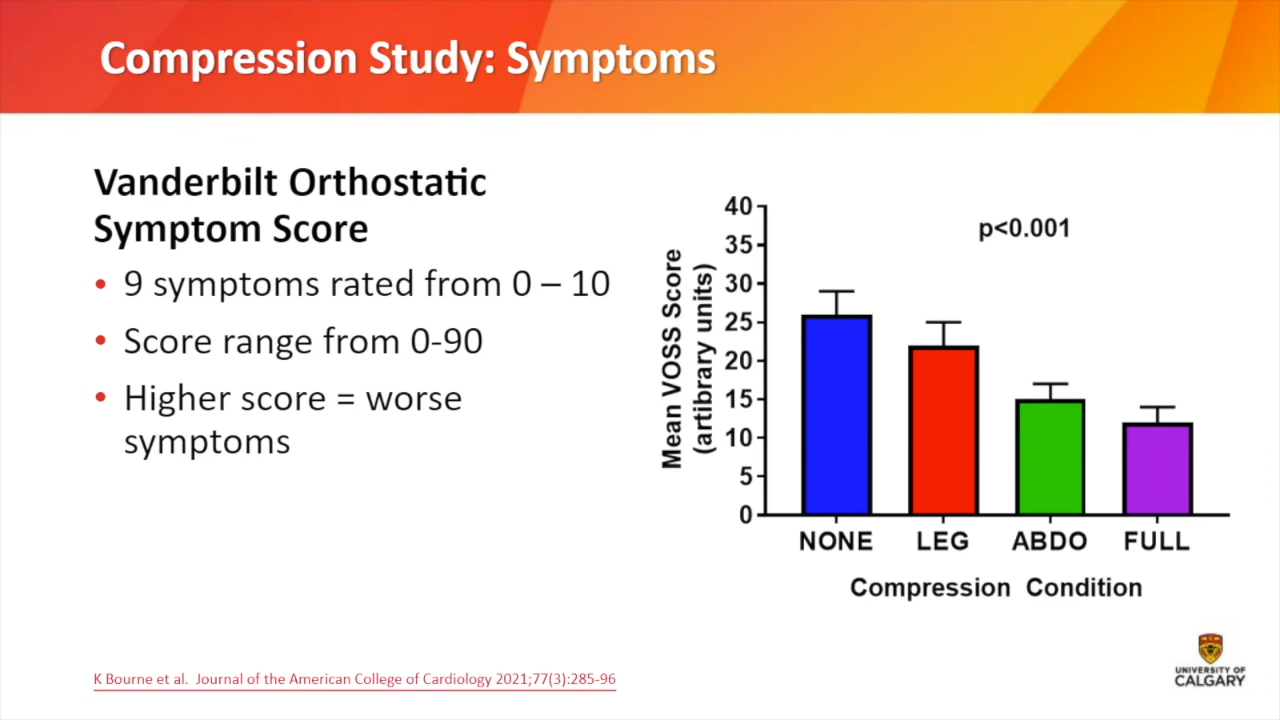 Compression Study: Symptoms
Vanderbilt Orthostatic
Symptom Score
• 9 symptoms rated from 0 – 10
• Score range from 0-90
• Higher score = worse
symptoms
Mean VOSS Score
(artibrary units)
40
35
30
25
20
15
10
5
0
p<0.001
NONE LEG ABDO FULL
Compression Condition
K Bourne et al. Journal of the American College of Cardiology 2021;77(3):285-96
UNIVERSITY OF
CALGARY